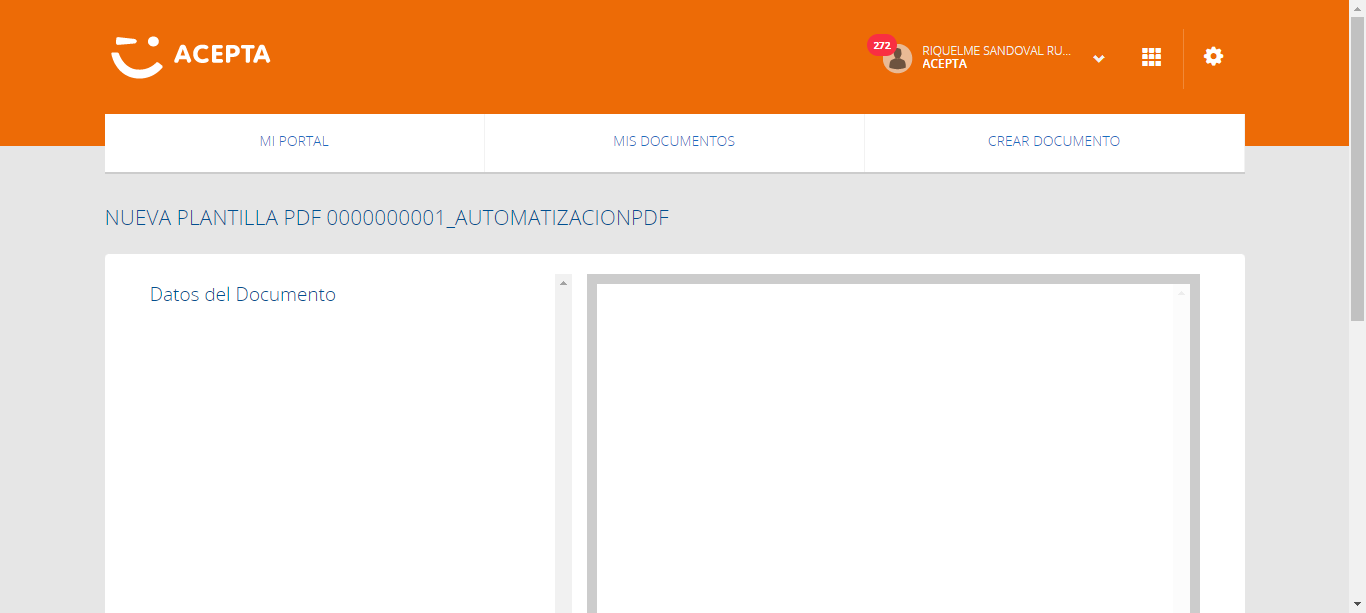 ACEPTA
272
RIQUELME SANDOVAL RU...
ACEPTA
MI PORTAL
MIS DOCUMENTOS
CREAR DOCUMENTO
NUEVA PLANTILLA PDF 0000000001_AUTOMATIZACIONPDF
Datos del Documento